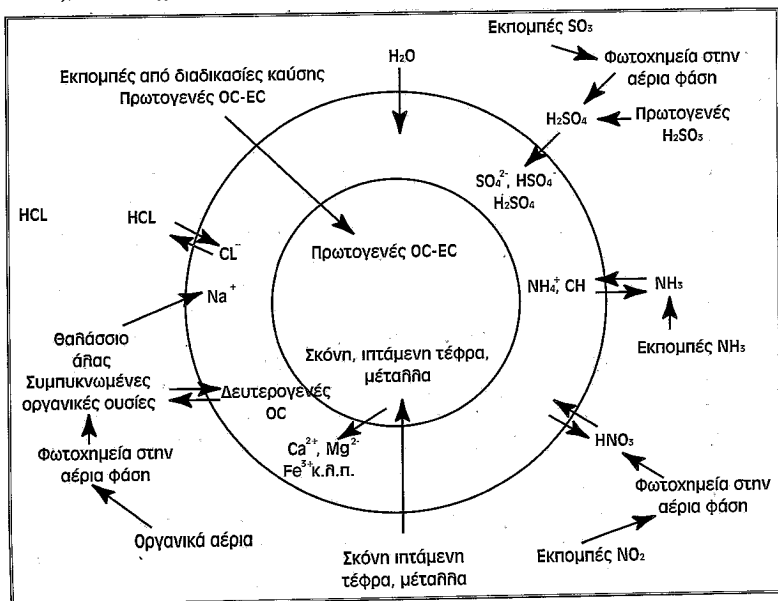 Εκπομπές SO₃
Φωτοχημεία στην
αέρια φάση
H₂O
Εκπομπές από διαδικασίες καύσης
Πρωτογενές OC-EC
H₂SO₄
Πρωτογενές
H₂SO₃
SO₄²⁻, HSO₄⁻
H₂SO₄
HCL
HCL
CL⁻
Πρωτογενές OC-EC
Na⁺
NH₄⁺, CH
NH₃
Εκπομπές NH₃
Θαλάσσιο
άλας
Συμπυκνωμένες
οργανικές ουσίες
Σκόνη, ιπτάμενη τέφρα,
μέταλλα
Δευτερογενές
OC
Ca²⁺, Mg²⁻
Fe³⁺κ.λ.π.
HNO₃
Φωτοχημεία στην
αέρια φάση
Φωτοχημεία στην
αέρια φάση
Οργανικά αέρια
Σκόνη ιπτάμενη
τέφρα, μέταλλα
Εκπομπές NO₂